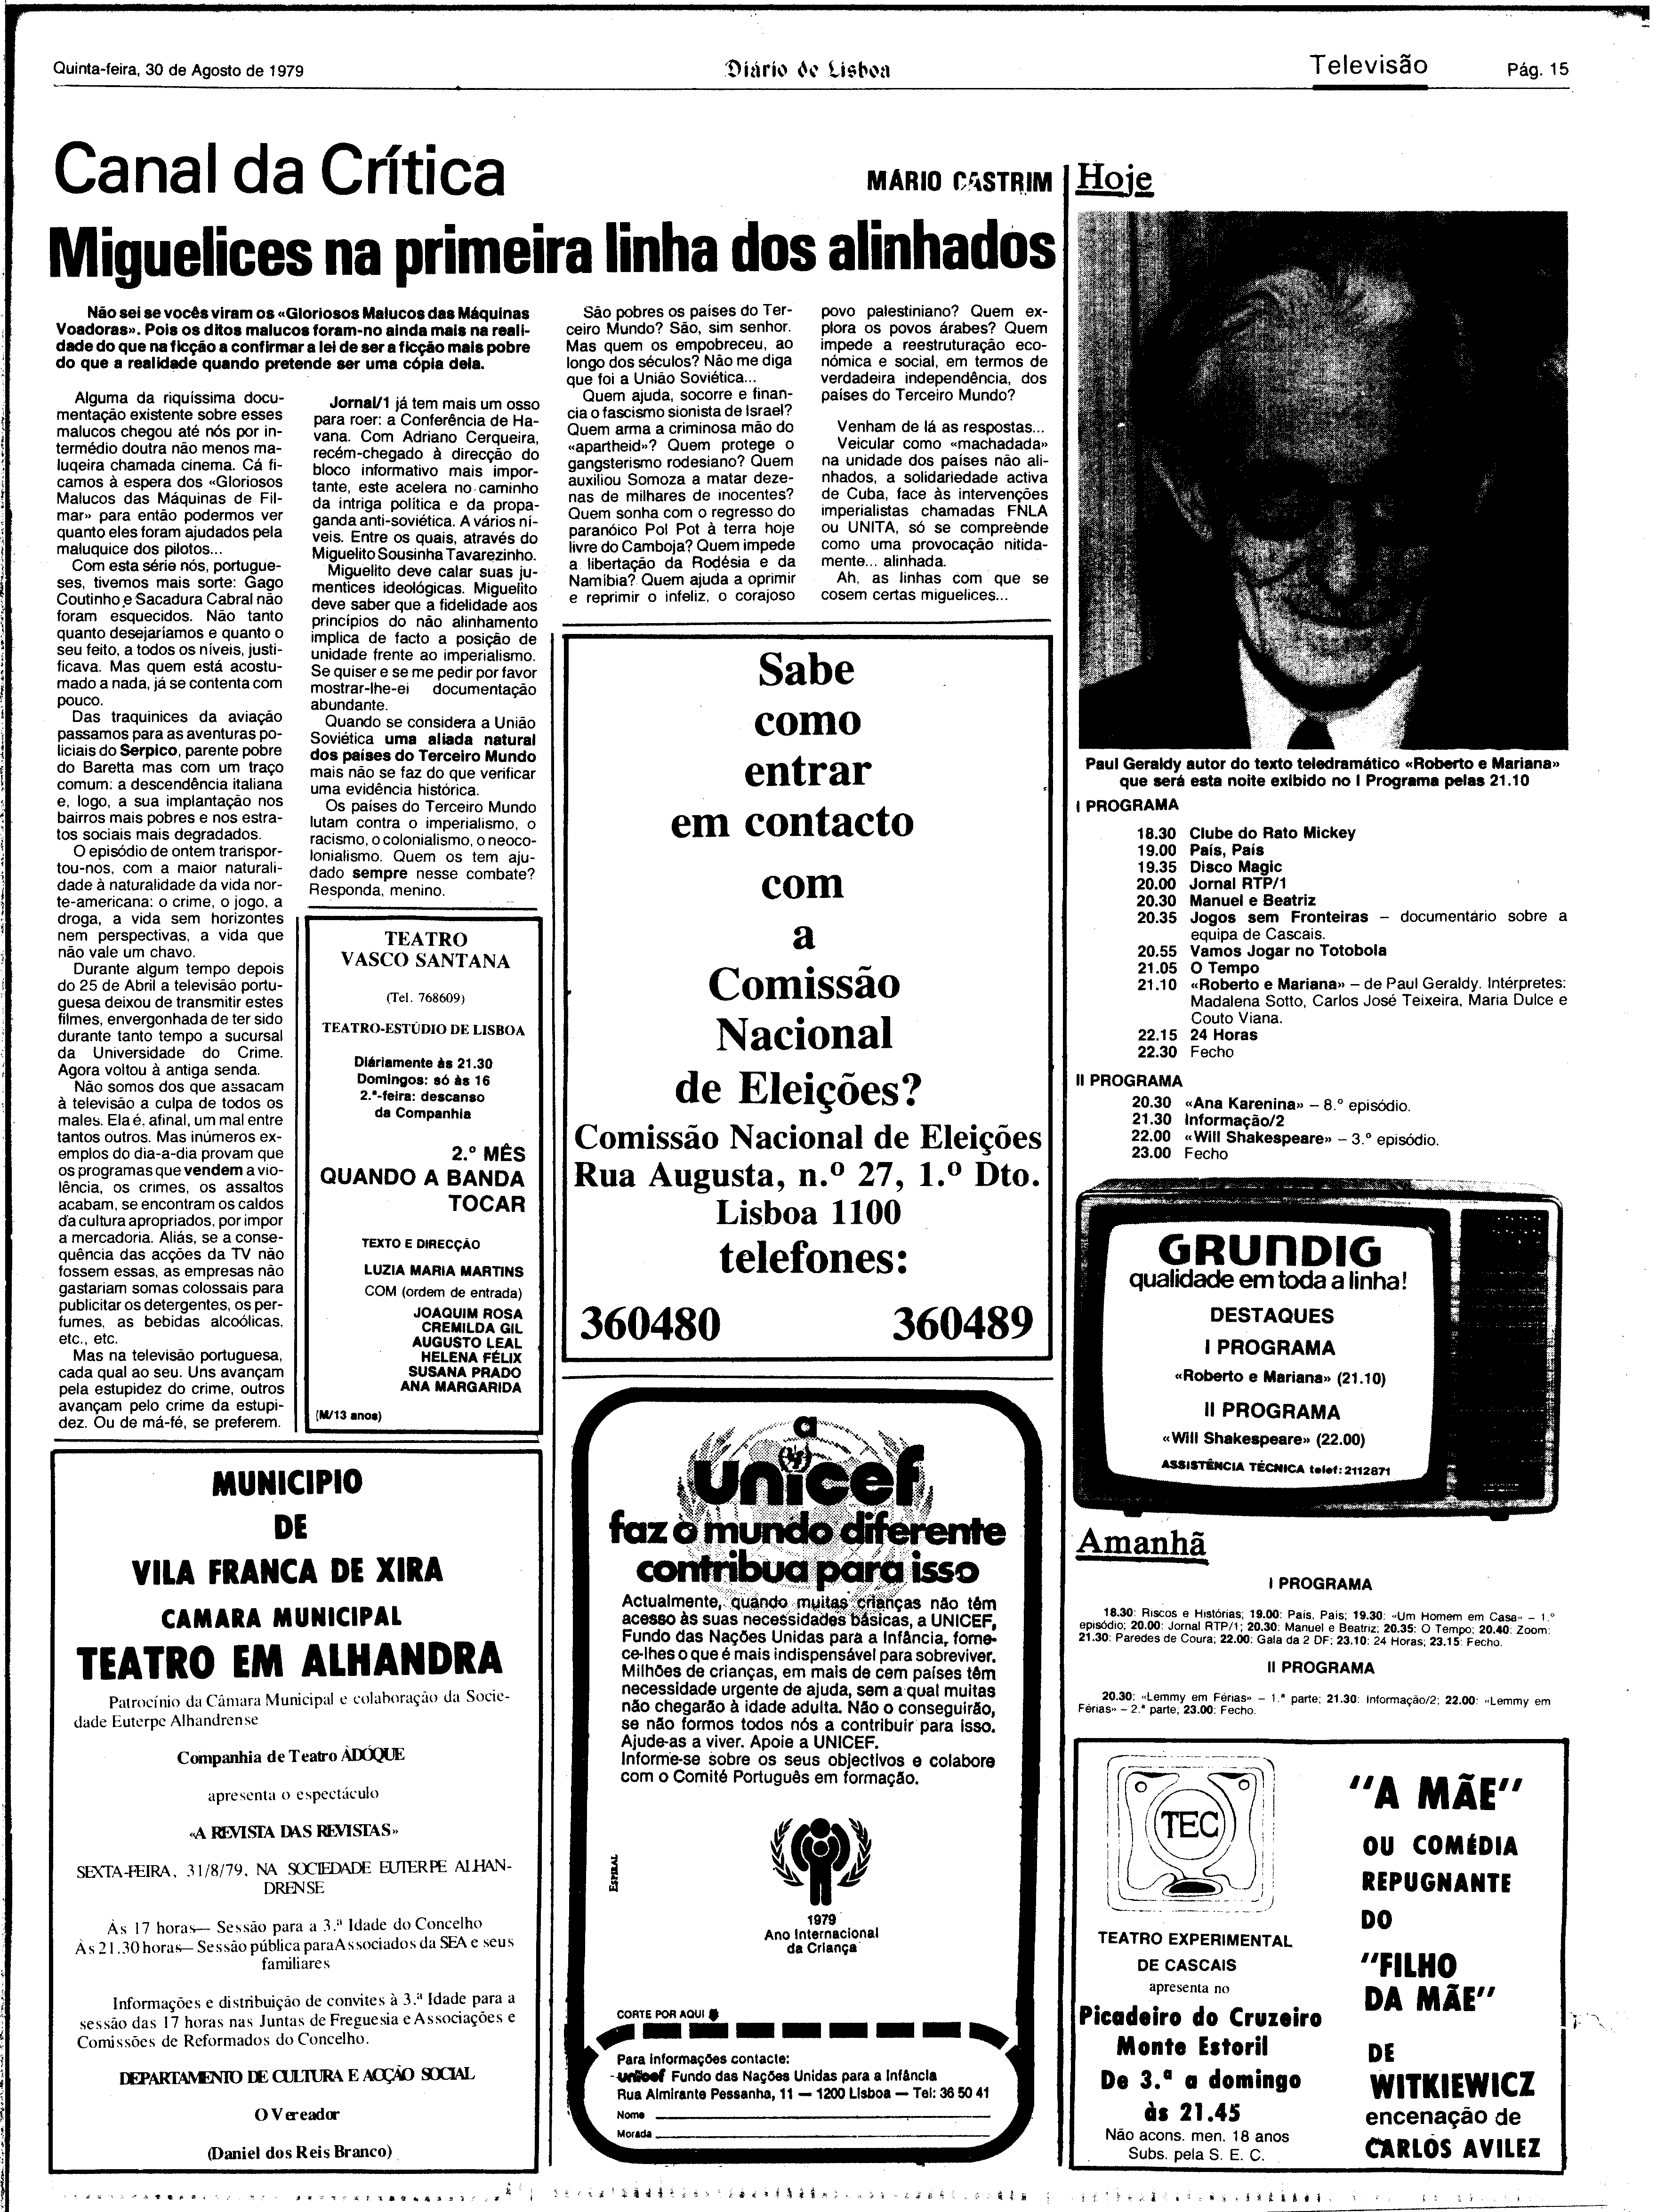 Quinta-feira, 30 de Agosto de 1979
Diário de Lisboa
Televisão
Pág. 15
Canal da Crítica
MÁRIO CASTRIM
Miguelices na primeira linha dos alinhados
Não sei se vocês viram os «Gloriosos Malucos das Máquinas
Voadoras». Pois os ditos malucos foram-no ainda mais na reali-
dade do que na ficção a confirmar a lei de ser a ficção mais pobre
do que a realidade quando pretende ser uma cópia dela.
Alguma da riquíssima docu-
mentação existente sobre esses
malucos chegou até nós por in-
termédio doutra não menos ma-
luqeira chamada cinema. Cá fi-
camos à espera dos «Gloriosos
Malucos das Máquinas de Fil-
mar» para então podermos ver
quanto eles foram ajudados pela
maluquice dos pilotos...
Com esta série nós, portugue-
ses, tivemos mais sorte: Gago
Coutinho e Sacadura Cabral não
foram esquecidos. Não tanto
quanto desejaríamos e quanto o
seu feito, a todos os níveis, justi-
ficava. Mas quem está acostu-
mado a nada, já se contenta com
pouco.
Das traquinices da aviação
passamos para as aventuras po-
liciais do Serpico, parente pobre
do Baretta mas com um traço
comum: a descendência italiana
e, logo, a sua implantação nos
bairros mais pobres e nos estra-
tos sociais mais degradados.
O episódio de ontem transpor-
tou-nos, com a maior naturali-
dade à naturalidade da vida nor-
te-americana: o crime, o jogo, a
droga, a vida sem horizontes
nem perspectivas, a vida que
não vale um chavo.
Durante algum tempo depois
do 25 de Abril a televisão portu-
guesa deixou de transmitir estes
filmes, envergonhada de ter sido
durante tanto tempo a sucursal
da Universidade do Crime.
Agora voltou à antiga senda.
Não somos dos que assacam
à televisão a culpa de todos os
males. Ela é, afinal, um mal entre
tantos outros. Mas inúmeros ex-
emplos do dia-a-dia provam que
os programas que vendem a vio-
lência, os crimes, os assaltos
acabam, se encontram os caldos
da cultura apropriados, por impor
a mercadoria. Aliás, se a conse-
quência das acções da TV não
fossem essas, as empresas não
gastariam somas colossais para
publicitar os detergentes, os per-
fumes, as bebidas alcoólicas,
etc., etc.
Mas na televisão portuguesa,
cada qual ao seu. Uns avançam
pela estupidez do crime, outros
avançam pelo crime da estupi-
dez. Ou de má-fé, se preferem.
Jornal/1 já tem mais um osso
para roer: a Conferência de Ha-
vana. Com Adriano Cerqueira,
recém-chegado à direcção do
bloco informativo mais impor-
tante, este acelera no caminho
da intriga política e da propa-
ganda anti-soviética. A vários ní-
veis. Entre os quais, através do
Miguelito Sousinha Tavarezinho.
Miguelito deve calar suas ju-
mentices ideológicas. Miguelito
deve saber que a fidelidade aos
princípios do não alinhamento
implica de facto a posição de
unidade frente ao imperialismo.
Se quiser e se me pedir por favor
mostrar-lhe-ei documentação
abundante.
Quando se considera a União
Soviética uma aliada natural
dos países do Terceiro Mundo
mais não se faz do que verificar
uma evidência histórica.
Os países do Terceiro Mundo
lutam contra o imperialismo, o
racismo, o colonialismo, o neoco-
lonialismo. Quem os tem aju-
dado sempre nesse combate?
Responda, menino.
São pobres os países do Ter-
ceiro Mundo? São, sim senhor.
Mas quem os empobreceu, ao
longo dos séculos? Não me diga
que foi a União Soviética...
Quem ajuda, socorre e finan-
cia o fascismo sionista de Israel?
Quem arma a criminosa mão do
«apartheid»? Quem protege o
gangsterismo rodesiano? Quem
auxiliou Somoza a matar deze-
nas de milhares de inocentes?
Quem sonha com o regresso do
paranóico Pol Pot à terra hoje
livre do Camboja? Quem impede
a libertação da Rodésia e da
Namíbia? Quem ajuda a oprimir
e reprimir o infeliz, o corajoso
povo palestiniano? Quem ex-
plora os povos árabes? Quem
impede a reestruturação eco-
nómica e social, em termos de
verdadeira independência, dos
países do Terceiro Mundo?
Venham de lá as respostas...
Veicular como «machadada»
na unidade dos países não ali-
nhados, a solidariedade activa
de Cuba, face às intervenções
imperialistas chamadas FNLA
ou UNITA, só se compreènde
como uma provocação nitida-
mente... alinhada.
Ah, as linhas com que se
cosem certas miguelices...
TEATRO
VASCO SANTANA
(Tel. 768609)
TEATRO-ESTÚDIO DE LISBOA
Diáriamente às 21.30
Domingos: só às 16
2.ª-feira: descanso
da Companhia
2.º MÊS
QUANDO A BANDA
TOCAR
TEXTO E DIRECÇÃO
LUZIA MARIA MARTINS
COM (ordem de entrada)
JOAQUIM ROSA
CREMILDA GIL
AUGUSTO LEAL
HELENA FÉLIX
SUSANA PRADO
ANA MARGARIDA
(M/13 anos)
Sabe
como
entrar
em contacto
com
a
Comissão
Nacional
de Eleições?
Comissão Nacional de Eleições
Rua Augusta, n.º 27, 1.º Dto.
Lisboa 1100
telefones:
360480 360489
MUNICIPIO
DE
VILA FRANCA DE XIRA
CAMARA MUNICIPAL
TEATRO EM ALHANDRA
Patrocínio da Câmara Municipal e colaboração da Socie-
dade Euterpe Alhandrense
Companhia de Teatro ÀDÓQUE
apresenta o espectáculo
«A REVISTA DAS REVISTAS»
SEXTA-FEIRA, 31/8/79, NA SOCIEDADE EUTERPE ALHAN-
DRENSE
Às 17 horas— Sessão para a 3.ª Idade do Concelho
Às 21.30 horas— Sessão pública para Associados da SEA e seus
familiares
Informações e distribuição de convites à 3.ª Idade para a
sessão das 17 horas nas Juntas de Freguesia e Associações e
Comissões de Reformados do Concelho.
DEPARTAMENTO DE CULTURA E ACÇÃO SOCIAL
O Vereador
(Daniel dos Reis Branco)
a
unicef
faz o mundo diferente
contribua para isso
Actualmente, quando muitas crianças não têm
acesso às suas necessidades básicas, a UNICEF,
Fundo das Nações Unidas para a Infância, forne-
ce-lhes o que é mais indispensável para sobreviver.
Milhões de crianças, em mais de cem países têm
necessidade urgente de ajuda, sem a qual muitas
não chegarão à idade adulta. Não o conseguirão,
se não formos todos nós a contribuir para isso.
Ajude-as a viver. Apoie a UNICEF.
Informe-se sobre os seus objectivos e colabore
com o Comité Português em formação.
ESPIRAL
1979
Ano Internacional
da Criança
CORTE POR AQUI
Para informações contacte:
unicef Fundo das Nações Unidas para a Infância
Rua Almirante Pessanha, 11 — 1200 Lisboa — Tel: 36 50 41
Nome
Morada
Hoje
Paul Geraldy autor do texto teledramático «Roberto e Mariana»
que será esta noite exibido no I Programa pelas 21.10
I PROGRAMA
18.30 Clube do Rato Mickey
19.00 País, País
19.35 Disco Magic
20.00 Jornal RTP/1
20.30 Manuel e Beatriz
20.35 Jogos sem Fronteiras – documentário sobre a
equipa de Cascais.
20.55 Vamos Jogar no Totobola
21.05 O Tempo
21.10 «Roberto e Mariana» – de Paul Geraldy. Intérpretes:
Madalena Sotto, Carlos José Teixeira, Maria Dulce e
Couto Viana.
22.15 24 Horas
22.30 Fecho
II PROGRAMA
20.30 «Ana Karenina» – 8.º episódio.
21.30 Informação/2
22.00 «Will Shakespeare» – 3.º episódio.
23.00 Fecho
GRUNDIG
qualidade em toda a linha!
DESTAQUES
I PROGRAMA
«Roberto e Mariana» (21.10)
II PROGRAMA
«Will Shakespeare» (22.00)
ASSISTÊNCIA TÉCNICA telef: 2112871
Amanhã
I PROGRAMA
18.30: Riscos e Histórias; 19.00: País, Pais; 19.30: «Um Homem em Casa» – 1.º
episódio; 20.00: Jornal RTP/1; 20.30: Manuel e Beatriz; 20.35: O Tempo; 20.40: Zoom:
21.30: Paredes de Coura; 22.00: Gala da 2 DF; 23.10: 24 Horas; 23.15: Fecho.
II PROGRAMA
20.30: «Lemmy em Férias» – 1.ª parte; 21.30: Informação/2; 22.00: «Lemmy em
Férias» – 2.ª parte; 23.00: Fecho.
TEC
TEATRO EXPERIMENTAL
DE CASCAIS
apresenta no
Picadeiro do Cruzeiro
Monte Estoril
De 3.ª a domingo
às 21.45
Não acons. men. 18 anos
Subs. pela S. E. C.
"A MÃE"
OU COMÉDIA
REPUGNANTE
DO
"FILHO
DA MÃE"
DE
WITKIEWICZ
encenação de
CARLOS AVILEZ